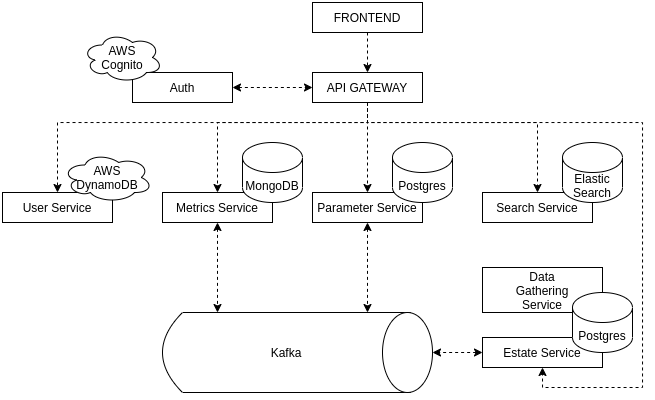 FRONTEND
AWS
Cognito
Auth
API GATEWAY
AWS
DynamoDB
MongoDB
Postgres
Elastic
Search
User Service
Metrics Service
Parameter Service
Search Service
Data
Gathering
Service
Postgres
Kafka
Estate Service